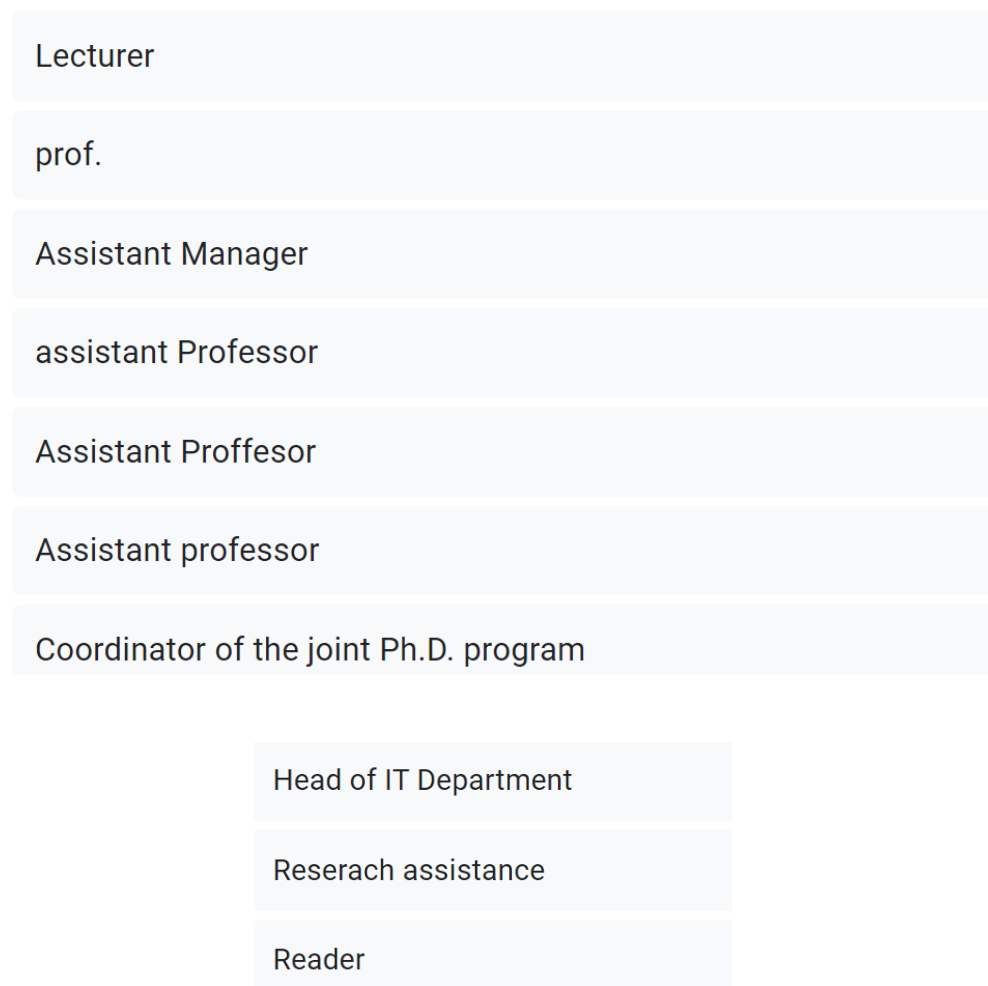 Lecturer
prof.
Assistant Manager
assistant Professor
Assistant Proffesor
Assistant professor
Coordinator of the joint Ph.D. program
Head of IT Department
Reserach assistance
Reader